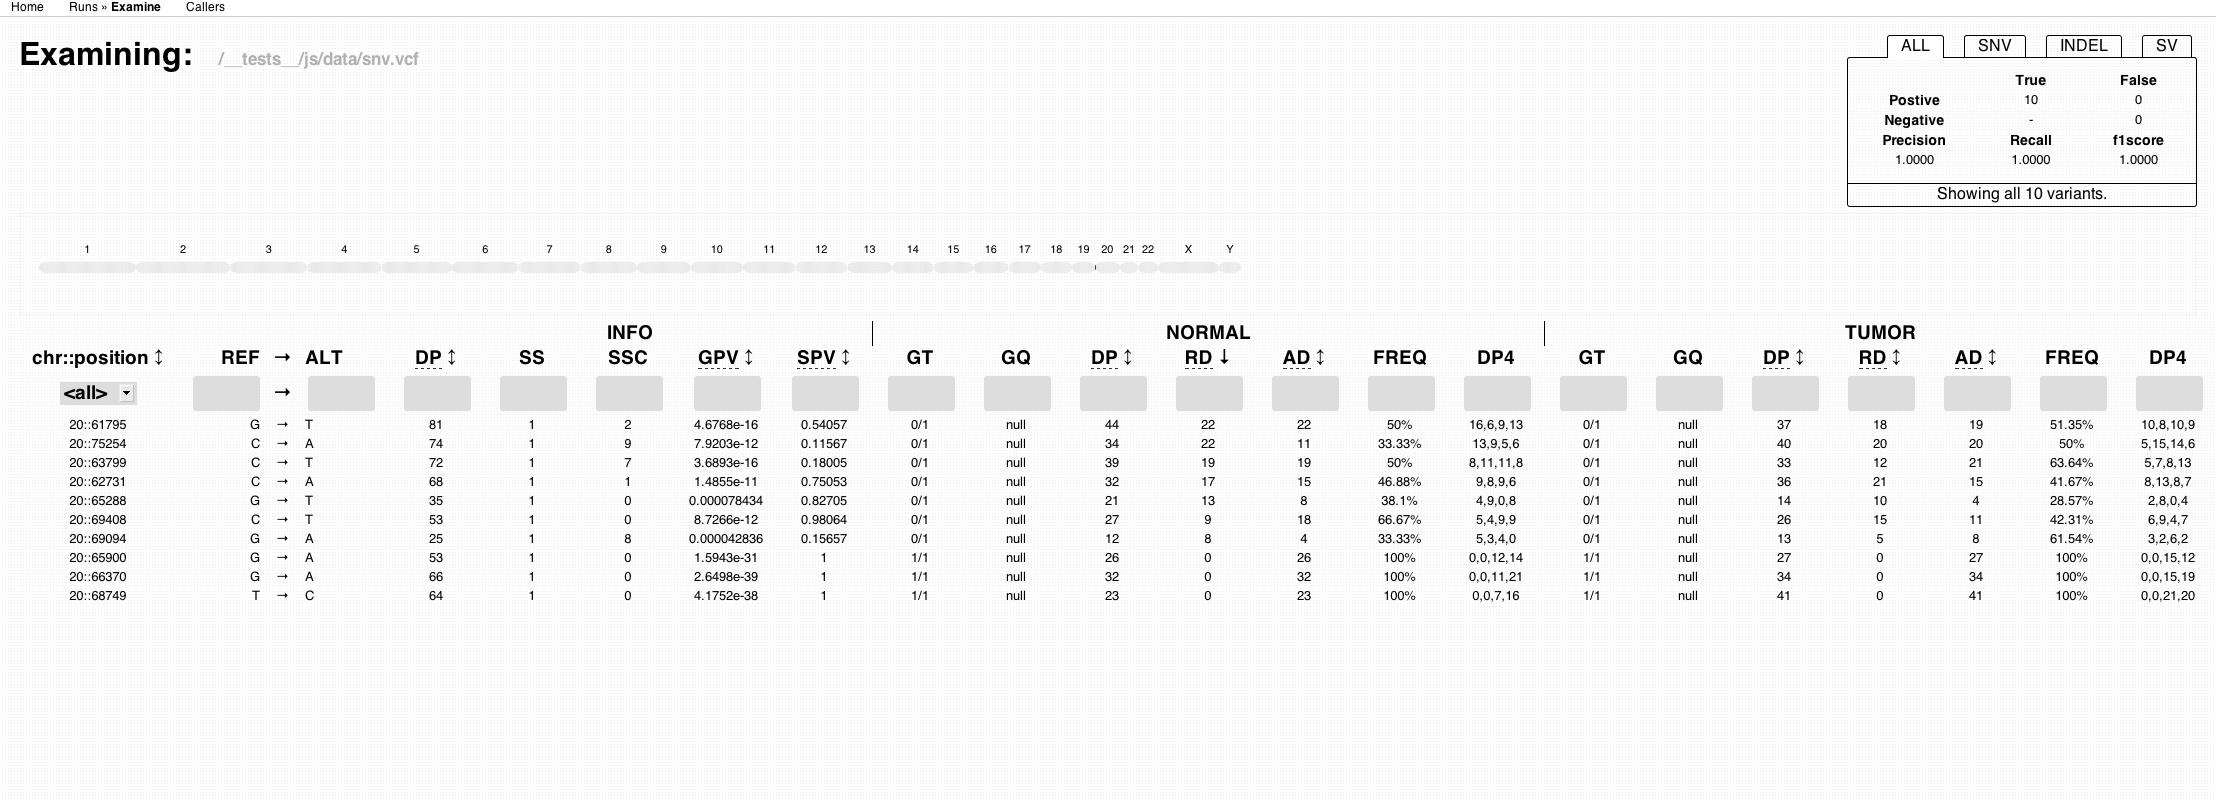 Home Runs » Examine Callers
Examining: /__tests__/js/data/snv.vcf
ALL SNV INDEL SV
True False
Postive 10 0
Negative - 0
Precision Recall f1score
1.0000 1.0000 1.0000
Showing all 10 variants.
1 2 3 4 5 6 7 8 9 10 11 12 13 14 15 16 17 18 19 20 21 22 X Y
INFO NORMAL TUMOR
chr::position ↕ REF → ALT DP ↕ SS SSC GPV ↕ SPV ↕ GT GQ DP ↕ RD ↓ AD ↕ FREQ DP4 GT GQ DP ↕ RD ↕ AD ↕ FREQ DP4
<all> →
20::61795 G → T 81 1 2 4.6768e-16 0.54057 0/1 null 44 22 22 50% 16,6,9,13 0/1 null 37 18 19 51.35% 10,8,10,9
20::75254 C → A 74 1 9 7.9203e-12 0.11567 0/1 null 34 22 11 33.33% 13,9,5,6 0/1 null 40 20 20 50% 5,15,14,6
20::63799 C → T 72 1 7 3.6893e-16 0.18005 0/1 null 39 19 19 50% 8,11,11,8 0/1 null 33 12 21 63.64% 5,7,8,13
20::62731 C → A 68 1 1 1.4855e-11 0.75053 0/1 null 32 17 15 46.88% 9,8,9,6 0/1 null 36 21 15 41.67% 8,13,8,7
20::65288 G → T 35 1 0 0.000078434 0.82705 0/1 null 21 13 8 38.1% 4,9,0,8 0/1 null 14 10 4 28.57% 2,8,0,4
20::69408 C → T 53 1 0 8.7266e-12 0.98064 0/1 null 27 9 18 66.67% 5,4,9,9 0/1 null 26 15 11 42.31% 6,9,4,7
20::69094 G → A 25 1 8 0.000042836 0.15657 0/1 null 12 8 4 33.33% 5,3,4,0 0/1 null 13 5 8 61.54% 3,2,6,2
20::65900 G → A 53 1 0 1.5943e-31 1 1/1 null 26 0 26 100% 0,0,12,14 1/1 null 27 0 27 100% 0,0,15,12
20::66370 G → A 66 1 0 2.6498e-39 1 1/1 null 32 0 32 100% 0,0,11,21 1/1 null 34 0 34 100% 0,0,15,19
20::68749 T → C 64 1 0 4.1752e-38 1 1/1 null 23 0 23 100% 0,0,7,16 1/1 null 41 0 41 100% 0,0,21,20